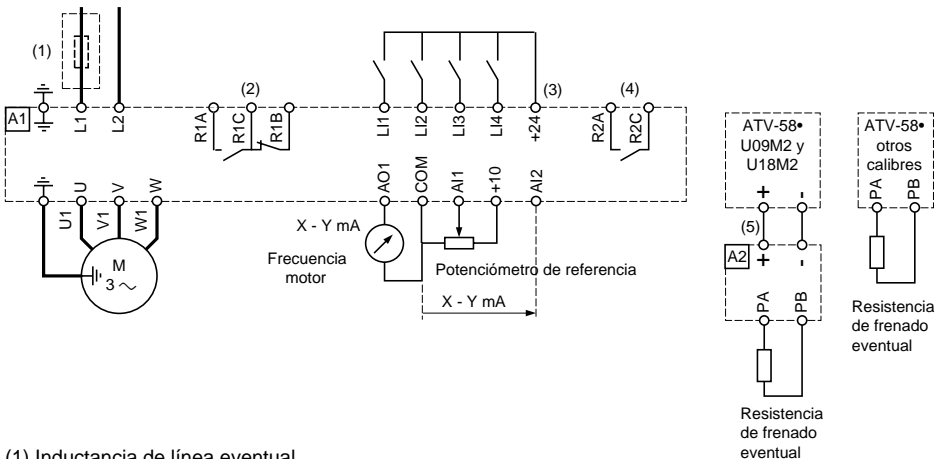 (1)
(2)
(3)
(4)
A1
L1
L2
R1A
R1C
R1B
LI1
LI2
LI3
LI4
+24
R2A
R2C
U
V
W
AO1
COM
AI1
+10
AI2
U1
V1
W1
M
3 ~
X - Y mA
Frecuencia
motor
Potenciómetro de referencia
X - Y mA
ATV-58•
U09M2 y
U18M2
+
-
(5)
A2
+
-
PA
PB
Resistencia
de frenado
eventual
ATV-58•
otros
calibres
PA
PB
Resistencia
de frenado
eventual
(1) Inductancia de línea eventual